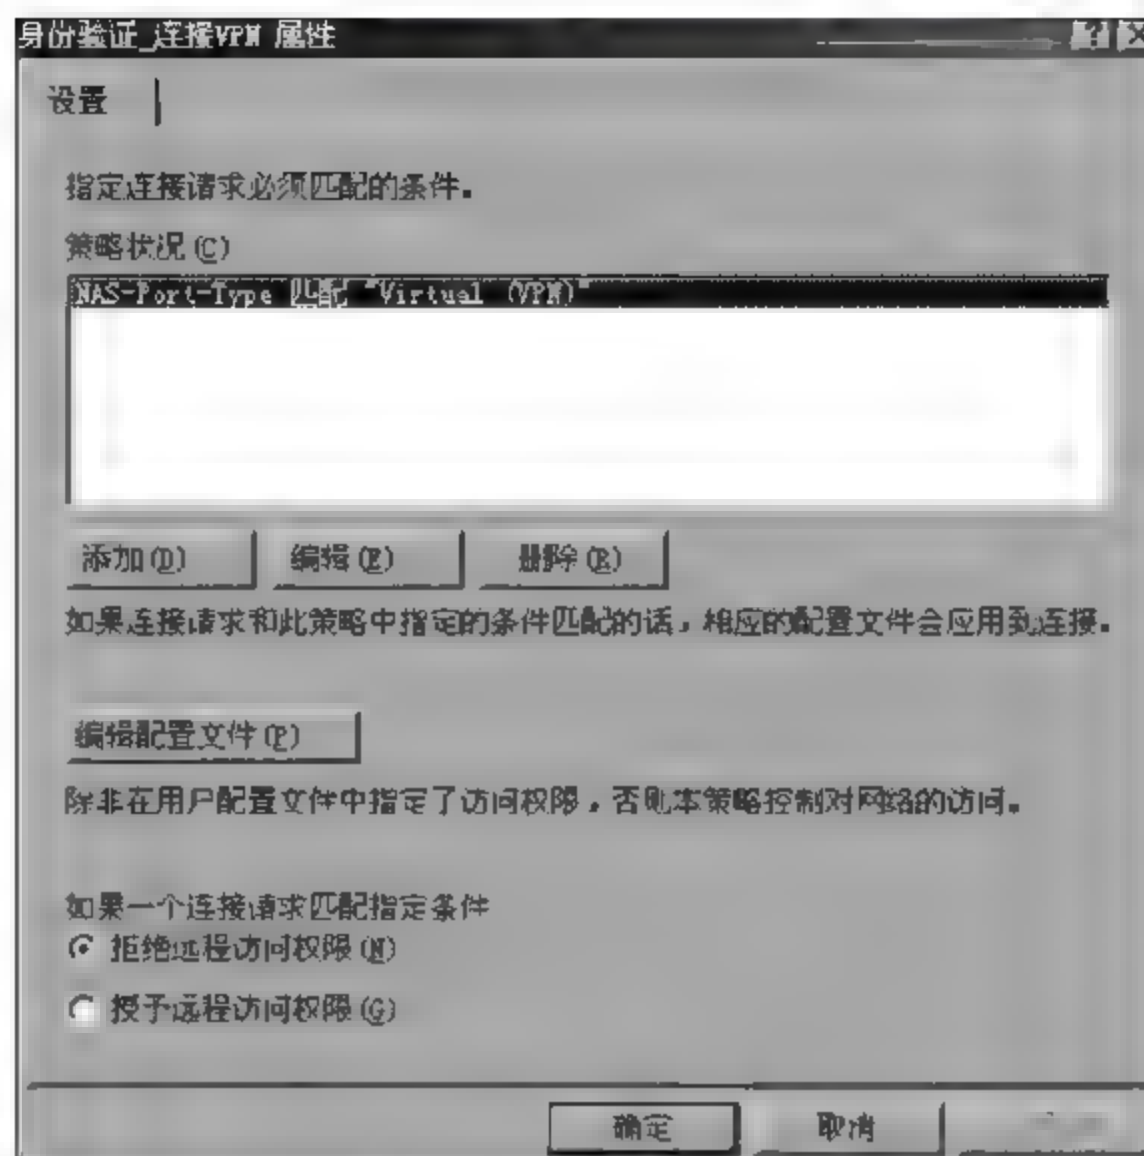 身份验证_连接VPN 属性
设置
指定连接请求必须匹配的条件。
策略状况(C)
NAS-Port-Type 匹配 "Virtual (VPN)"
添加(D) 编辑(E) 删除(R)
如果连接请求和此策略中指定的条件匹配的话，相应的配置文件会应用到连接。
编辑配置文件(P)
除非在用户配置文件中指定了访问权限，否则本策略控制对网络的访问。
如果一个连接请求匹配指定条件
拒绝远程访问权限(N)
授予远程访问权限(G)
确定 取消